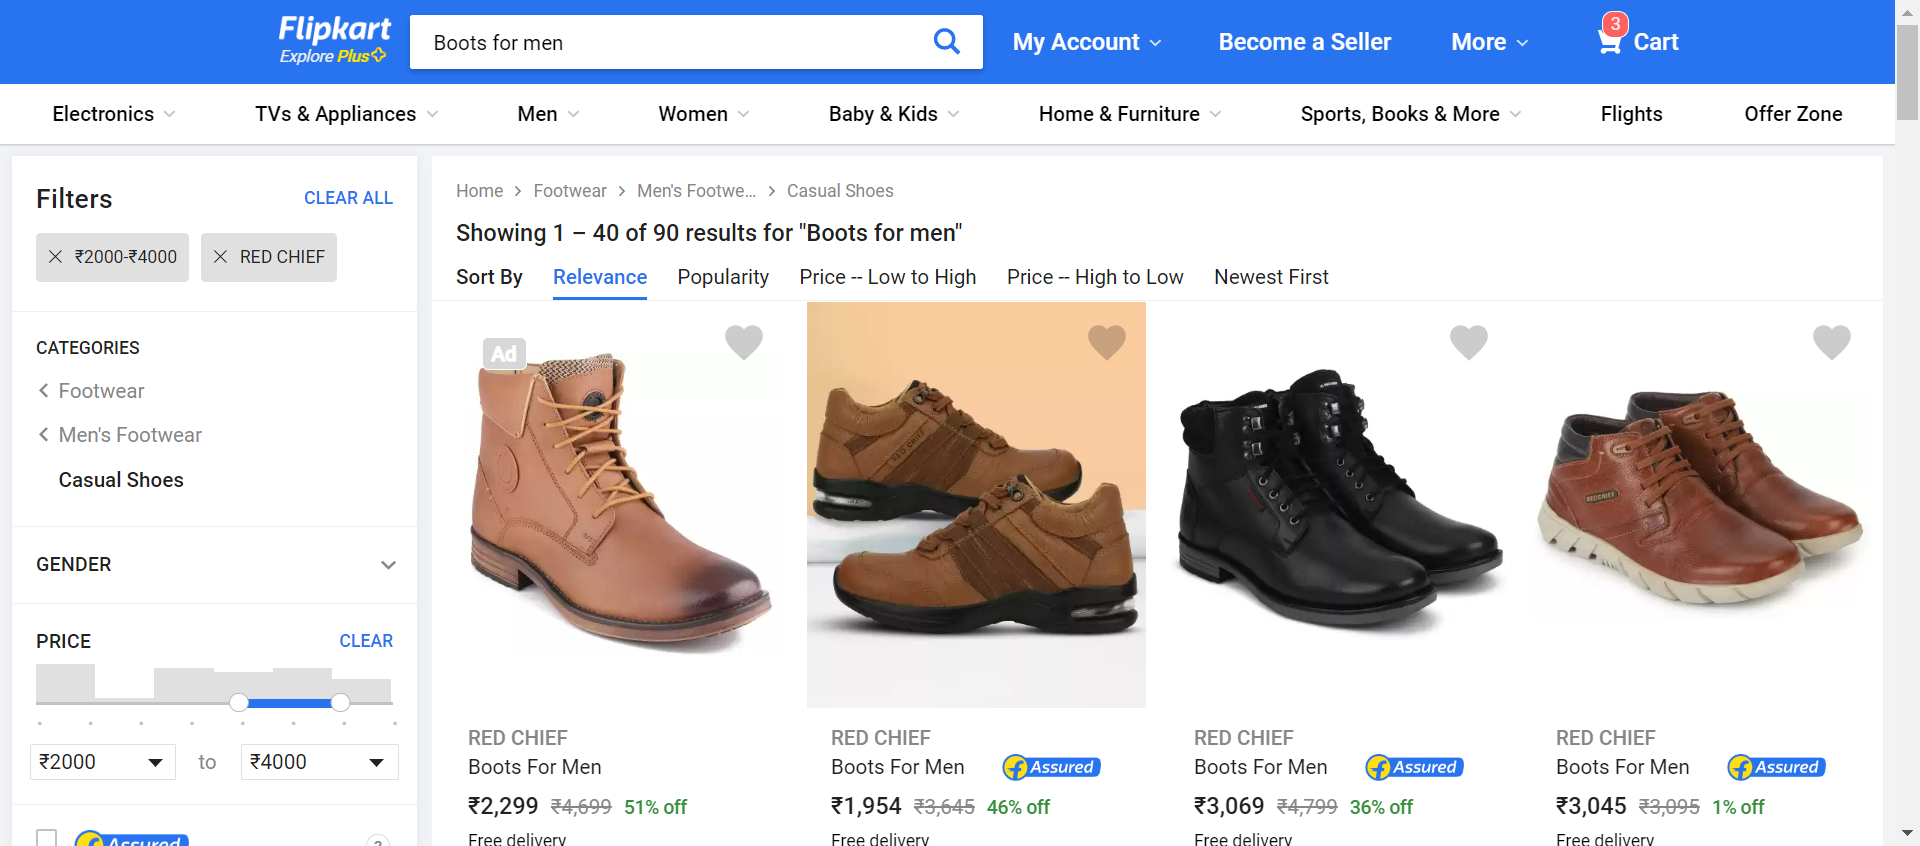 Flipkart
Explore Plus
Boots for men
My Account
Become a Seller
More
3
Cart
Electronics
TVs & Appliances
Men
Women
Baby & Kids
Home & Furniture
Sports, Books & More
Flights
Offer Zone
Filters
CLEAR ALL
₹2000-₹4000
RED CHIEF
CATEGORIES
Footwear
Men's Footwear
Casual Shoes
GENDER
PRICE
CLEAR
₹2000
to
₹4000
Assured
?
Home
Footwear
Men's Footwe...
Casual Shoes
Showing 1 – 40 of 90 results for "Boots for men"
Sort By
Relevance
Popularity
Price -- Low to High
Price -- High to Low
Newest First
Ad
RED CHIEF
REDCHIEF
RED CHIEF
Boots For Men
₹2,299 ₹4,699 51% off
Free delivery
RED CHIEF
Boots For Men
Assured
₹1,954 ₹3,645 46% off
Free delivery
RED CHIEF
Boots For Men
Assured
₹3,069 ₹4,799 36% off
Free delivery
RED CHIEF
Boots For Men
Assured
₹3,045 ₹3,095 1% off
Free delivery